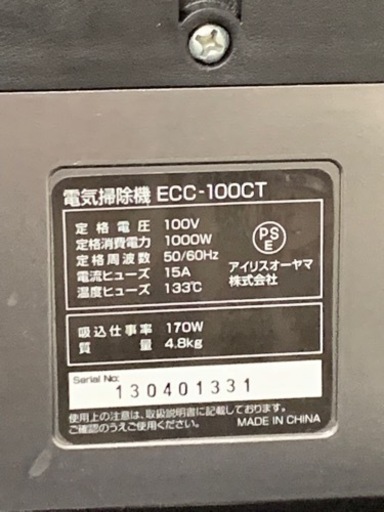 電気掃除機 ECC-100CT
定格電圧 100V
定格消費電力 1000W
定格周波数 50/60Hz
電流ヒューズ 15A
温度ヒューズ 133℃
PS
E
アイリスオーヤマ
株式会社
吸込仕事率 170W
質量 4.8kg
Serial No:
130401331
使用上の注意は、取扱説明書に記載しております。
ご確認のうえご使用ください。 MADE IN CHINA